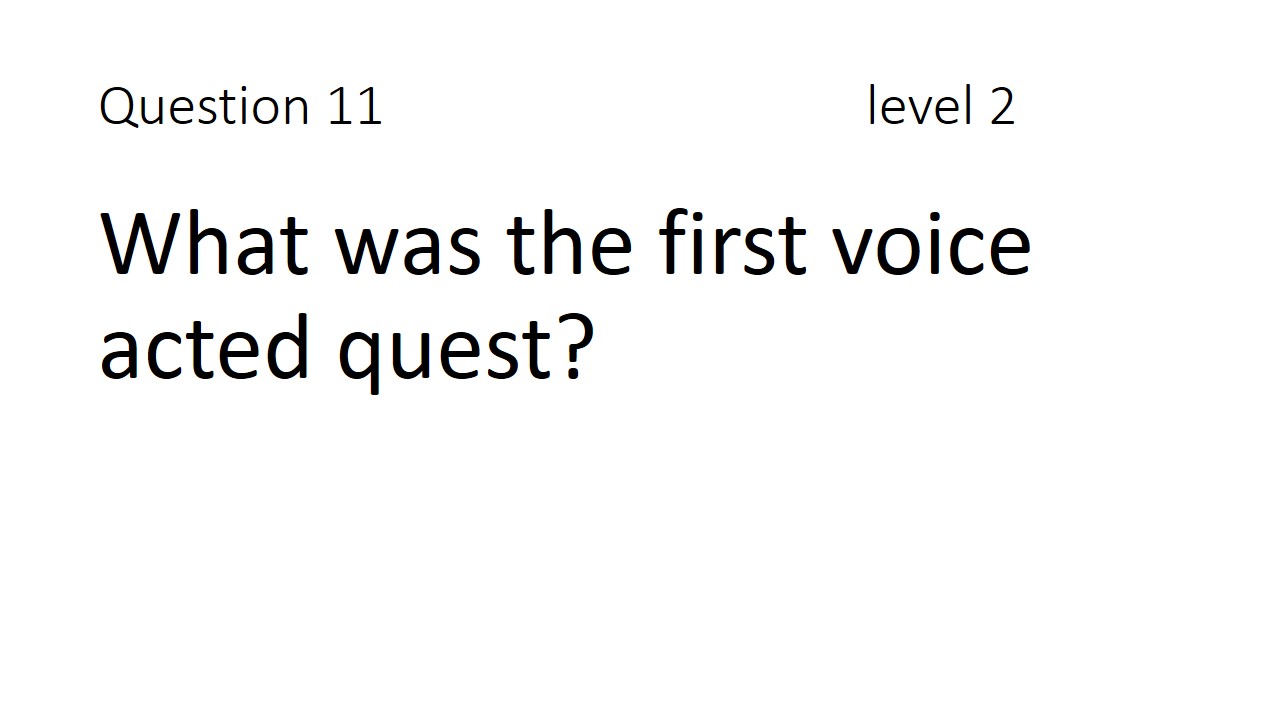 Question 11 level 2
What was the first voice
acted quest?